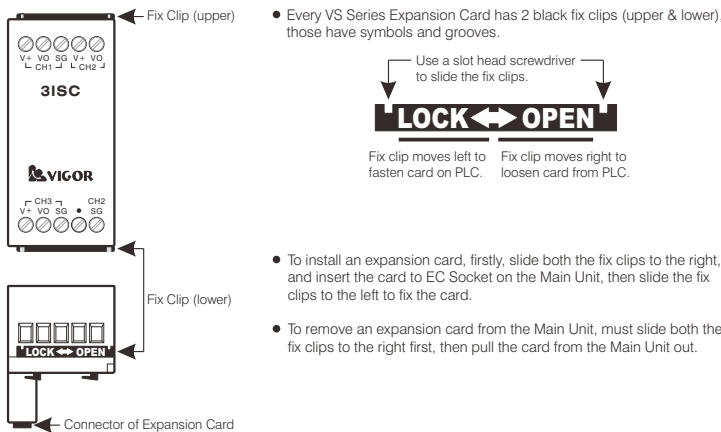 Fix Clip (upper)
V+ VO SG V+ VO
CH1 CH2
3ISC
VIGOR
CH3 CH2
V+ VO SG • SG
Fix Clip (lower)
LOCK OPEN
Connector of Expansion Card
● Every VS Series Expansion Card has 2 black fix clips (upper & lower),
those have symbols and grooves.
Use a slot head screwdriver
to slide the fix clips.
LOCK OPEN
Fix clip moves left to
fasten card on PLC.
Fix clip moves right to
loosen card from PLC.
● To install an expansion card, firstly, slide both the fix clips to the right,
and insert the card to EC Socket on the Main Unit, then slide the fix
clips to the left to fix the card.
● To remove an expansion card from the Main Unit, must slide both the
fix clips to the right first, then pull the card from the Main Unit out.